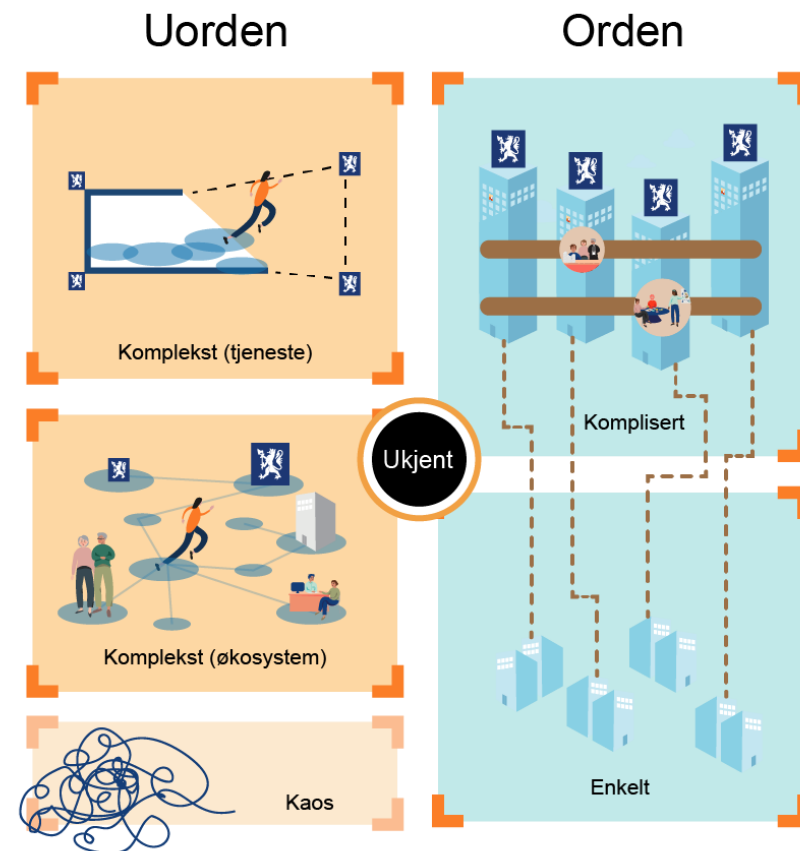 Uorden
Orden
Komplekst (tjeneste)
Komplisert
Ukjent
Komplekst (økosystem)
Enkelt
Kaos